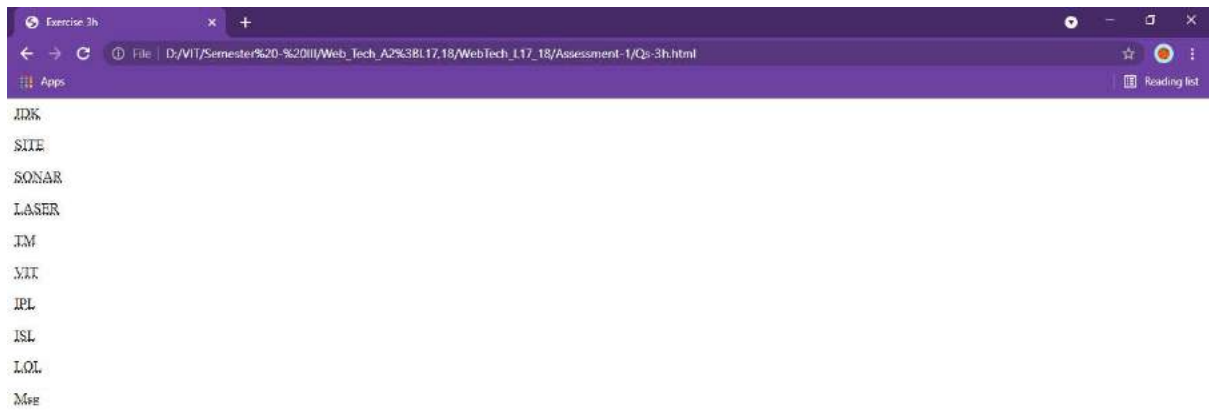 Exercise 3h
File D:/VIT/Semester%20-%20III/Web_Tech_A2%3BL17,18/WebTech_L17_18/Assessment-1/Qs-3h.html
Apps
Reading list
JDK
SITE
SONAR
LASER
TM
VIT
IPL
ISL
LOL